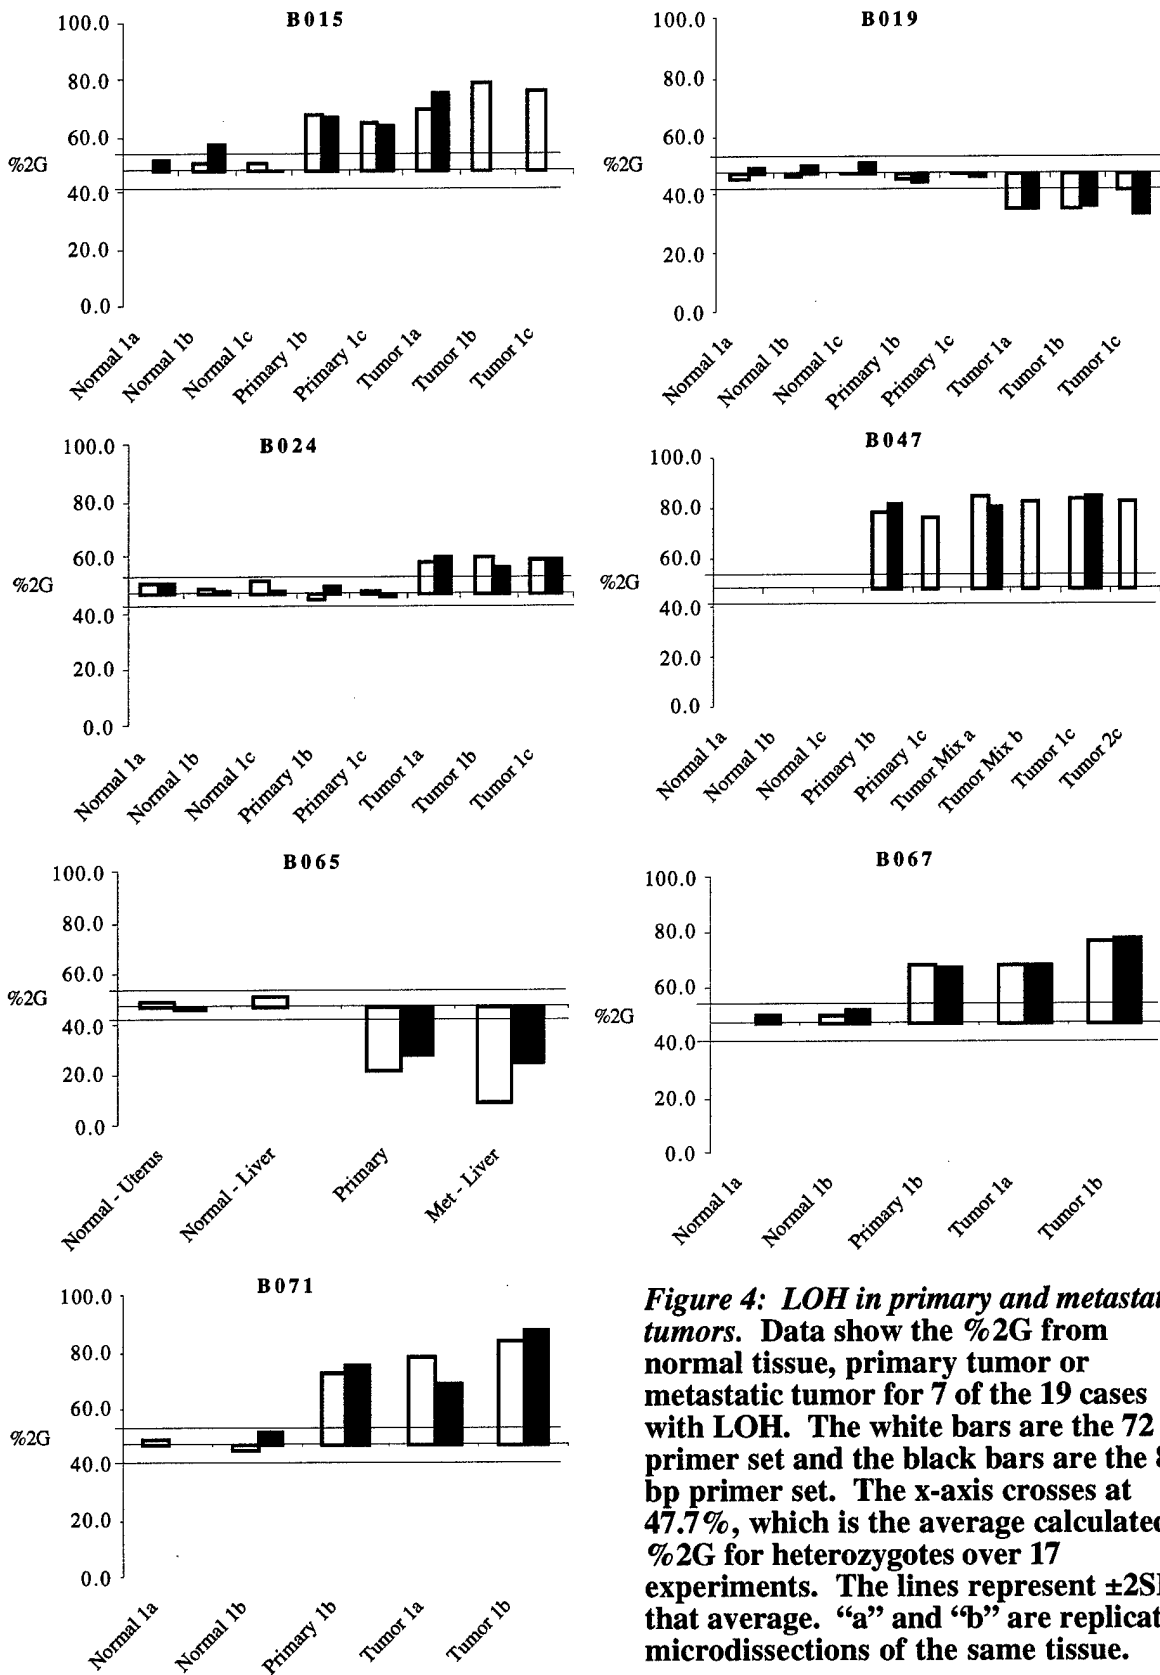 B015
100.0
80.0
60.0
%2G
40.0
20.0
0.0
Normal 1a
Normal 1b
Normal 1c
Primary 1b
Primary 1c
Tumor 1a
Tumor 1b
Tumor 1c
B019
100.0
80.0
60.0
%2G
40.0
20.0
0.0
Normal 1a
Normal 1b
Normal 1c
Primary 1b
Primary 1c
Tumor 1a
Tumor 1b
Tumor 1c
B024
100.0
80.0
60.0
%2G
40.0
20.0
0.0
Normal 1a
Normal 1b
Normal 1c
Primary 1b
Primary 1c
Tumor 1a
Tumor 1b
Tumor 1c
B047
100.0
80.0
60.0
%2G
40.0
20.0
0.0
Normal 1a
Normal 1b
Normal 1c
Primary 1b
Primary 1c
Tumor Mix a
Tumor Mix b
Tumor 1c
Tumor 2c
B065
100.0
80.0
60.0
%2G
40.0
20.0
0.0
Normal - Uterus
Normal - Liver
Primary
Met - Liver
B067
100.0
80.0
60.0
%2G
40.0
20.0
0.0
Normal 1a
Normal 1b
Primary 1b
Tumor 1a
Tumor 1b
B071
100.0
80.0
60.0
%2G
40.0
20.0
0.0
Normal 1a
Normal 1b
Primary 1b
Tumor 1a
Tumor 1b
Figure 4: LOH in primary and
tumors. Data show the %2G from
normal tissue, primary tumor or
metastatic tumor for 7 of the 19 cases
with LOH. The white bars are the 72
primer set and the black bars are the
bp primer set. The x-axis crosses at
47.7%, which is the average calculated
%2G for heterozygotes over 17
experiments. The lines represent
that average. "a" and "b" are
microdissections of the same tissue.